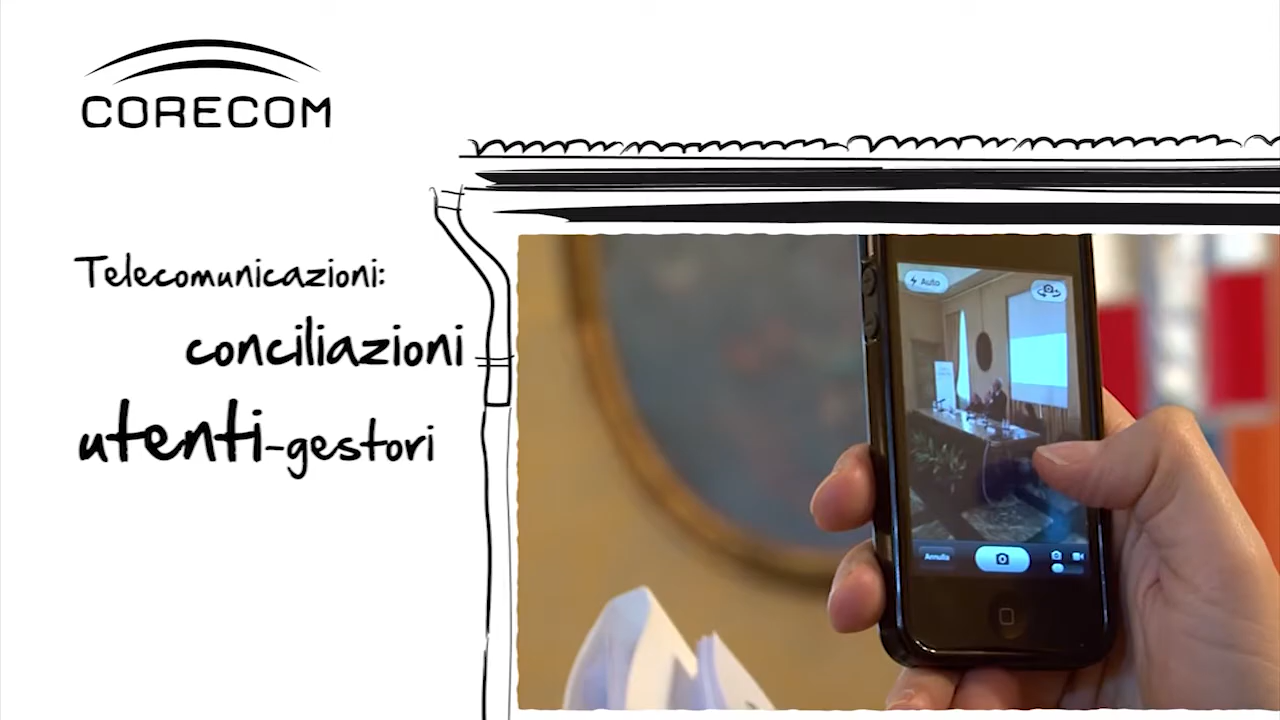 CORECOM
Telecomunicazioni:
conciliazioni
utenti-gestori
Auto
Annulla